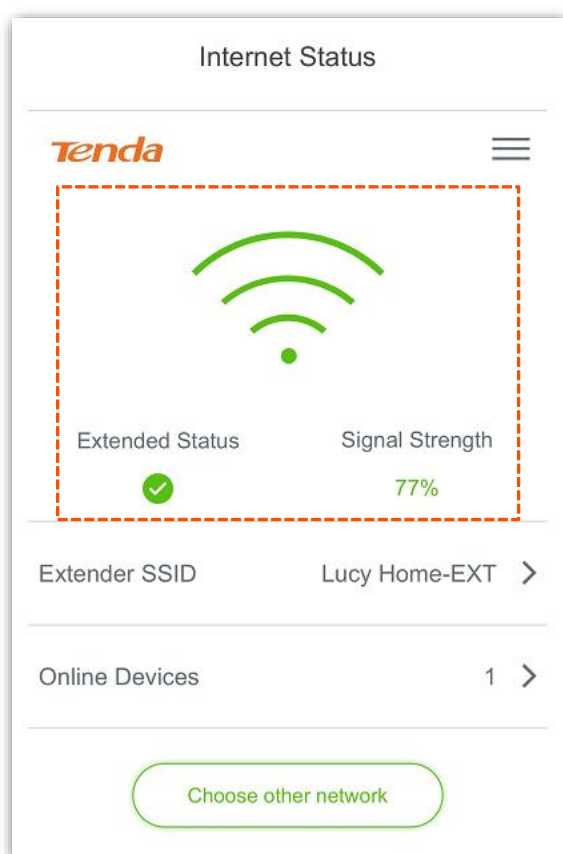 Internet Status
Tenda
Extended Status Signal Strength
77%
Extender SSID Lucy Home-EXT
Online Devices 1
Choose other network